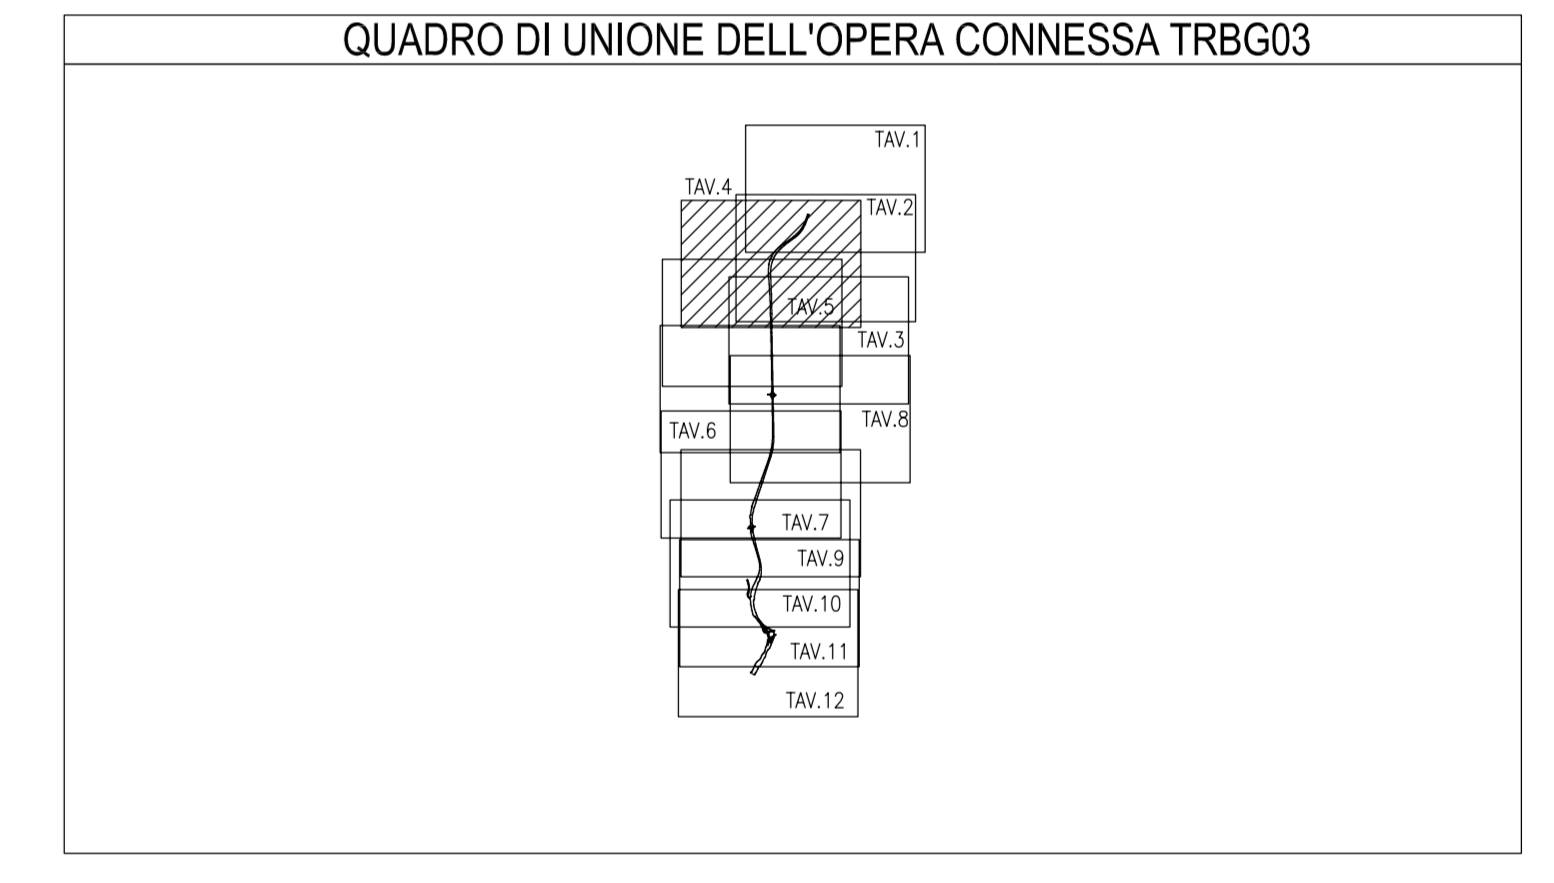 QUADRO DI UNIONE DELL'OPERA CONNESSA TRBG03
TAV.1
TAV.4
TAV.2
TAV.5
TAV.3
TAV.8
TAV.6
TAV.7
TAV.9
TAV.10
TAV.11
TAV.12